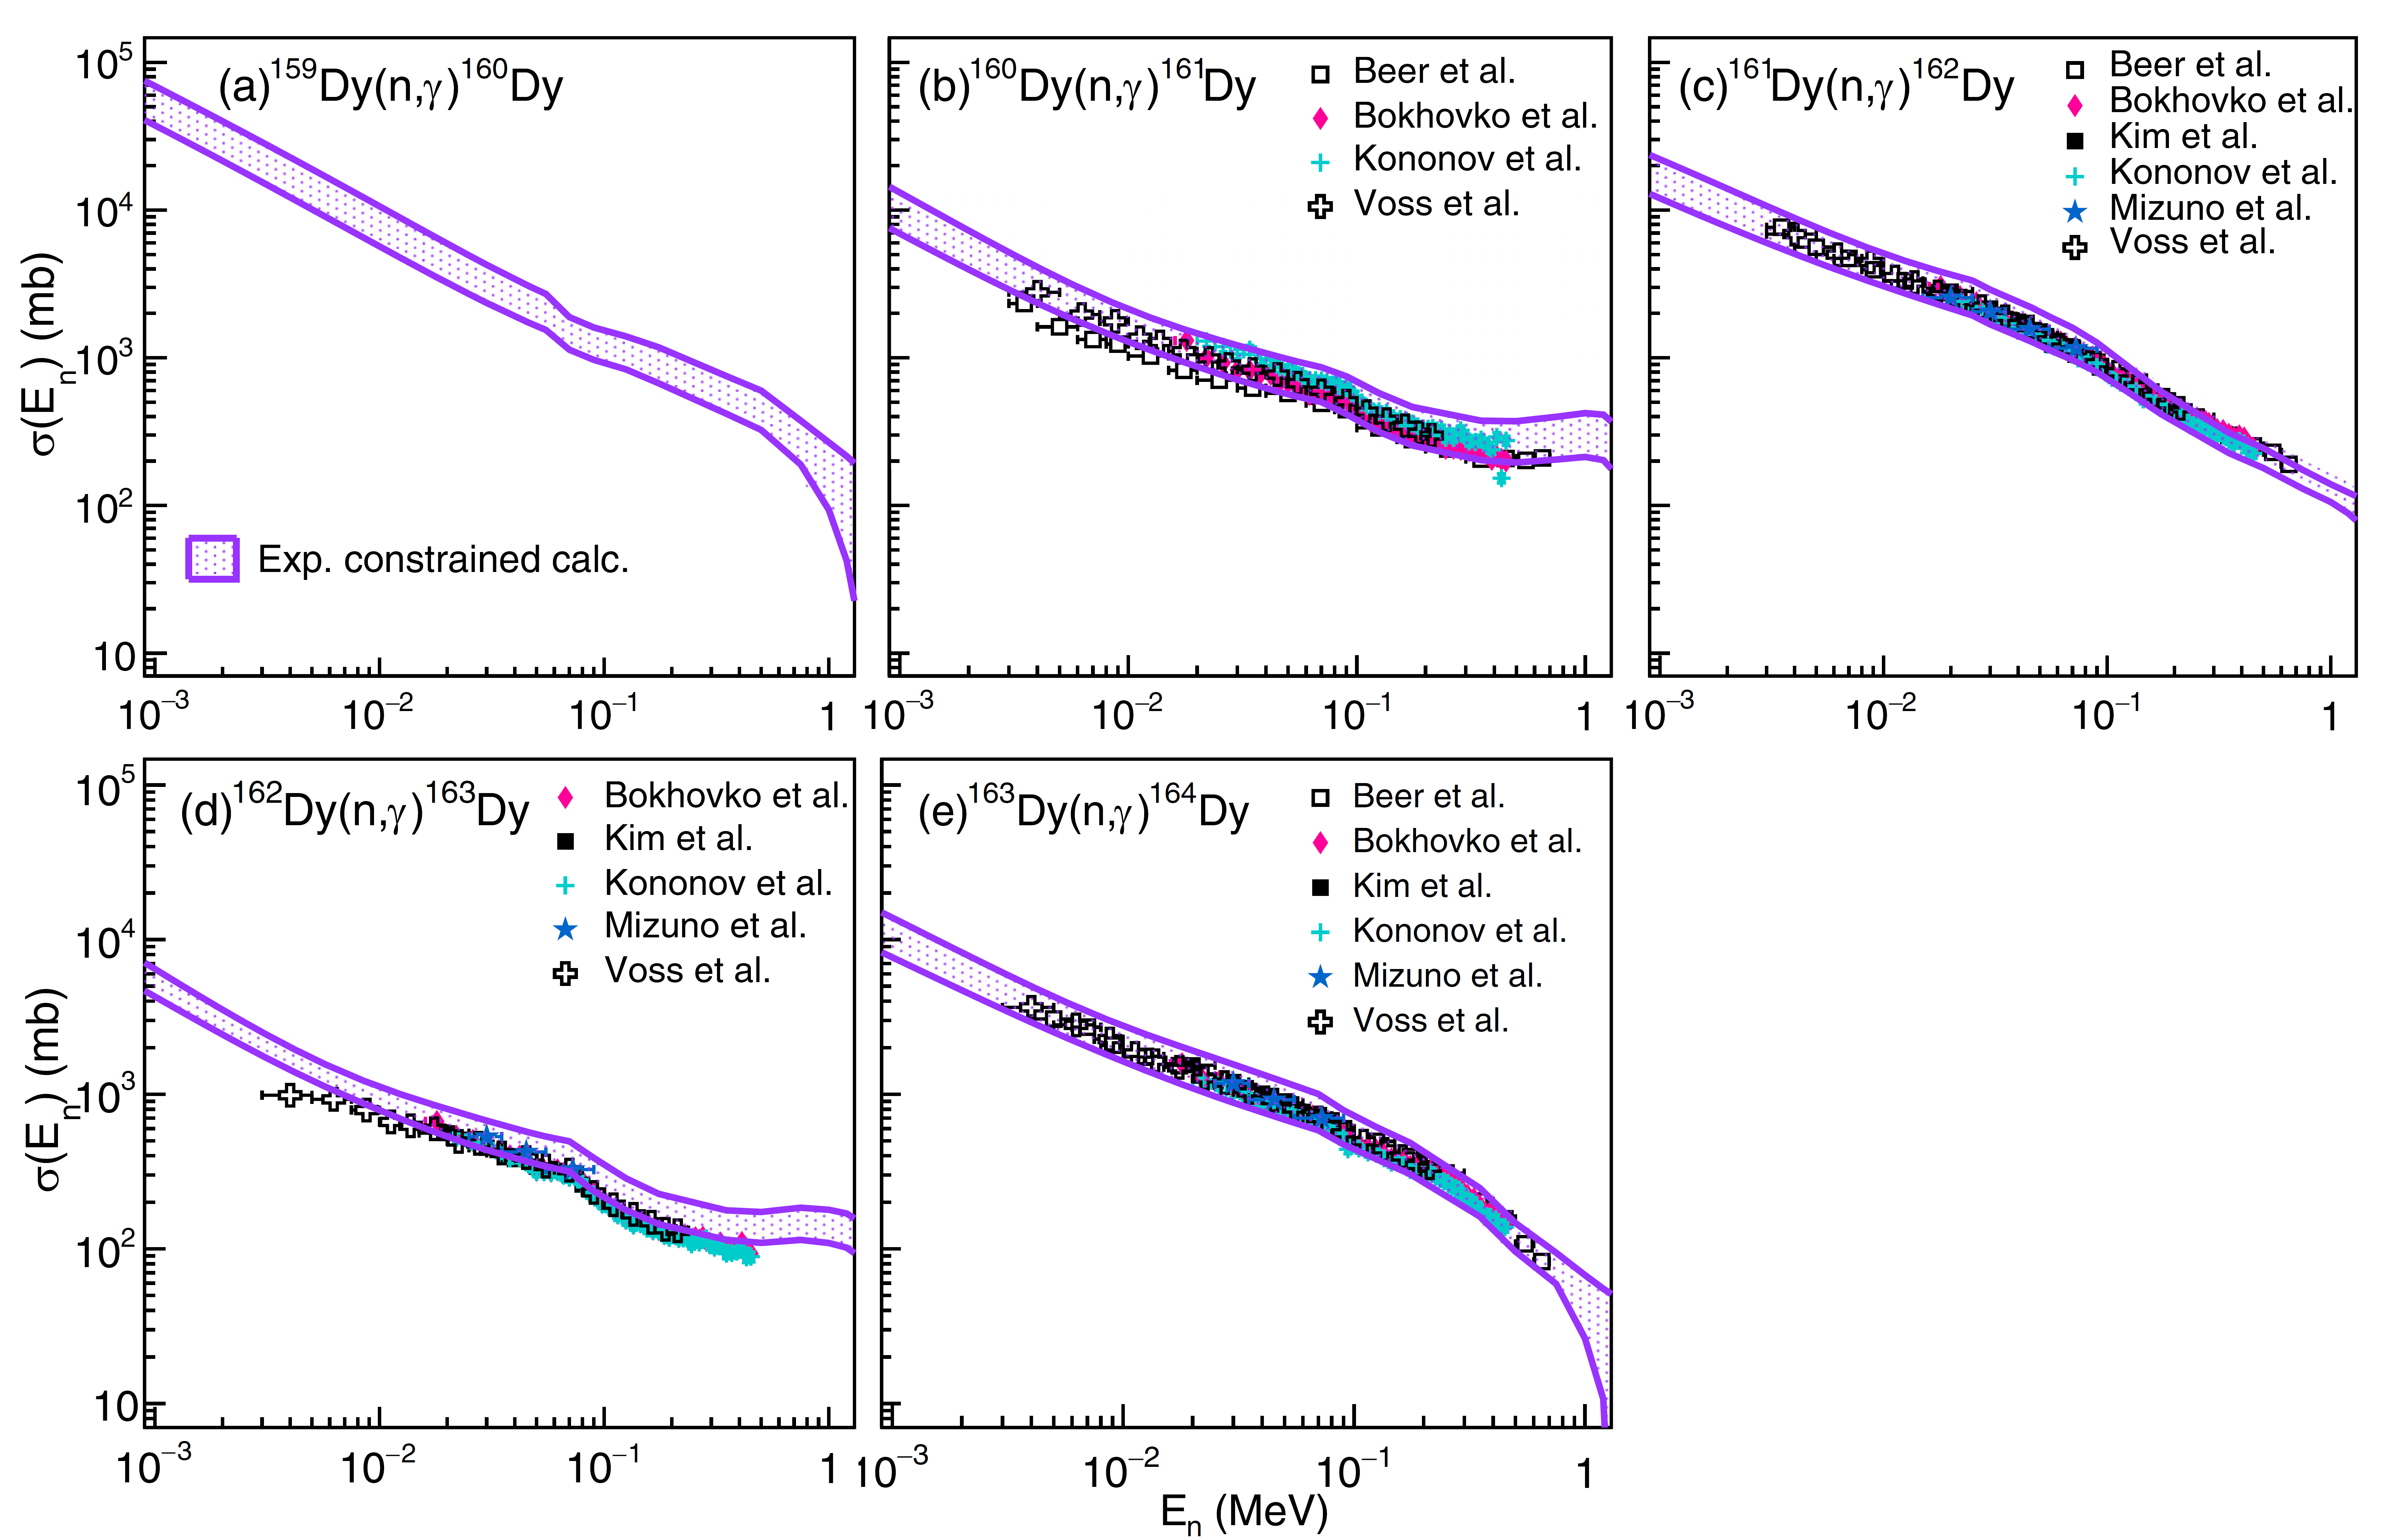 (a)¹⁵⁹Dy(n,γ)¹⁶⁰Dy
Exp. constrained calc.
σ(Eₙ) (mb)
10⁵
10⁴
10³
10²
10
10⁻³ 10⁻² 10⁻¹ 1
(b)¹⁶⁰Dy(n,γ)¹⁶¹Dy
Beer et al.
Bokhovko et al.
Kononov et al.
Voss et al.
10⁻³ 10⁻² 10⁻¹ 1
(c)¹⁶¹Dy(n,γ)¹⁶²Dy
Beer et al.
Bokhovko et al.
Kim et al.
Kononov et al.
Mizuno et al.
Voss et al.
10⁻³ 10⁻² 10⁻¹ 1
(d)¹⁶²Dy(n,γ)¹⁶³Dy
Bokhovko et al.
Kim et al.
Kononov et al.
Mizuno et al.
Voss et al.
σ(Eₙ) (mb)
10⁵
10⁴
10³
10²
10
10⁻³ 10⁻² 10⁻¹ 1
(e)¹⁶³Dy(n,γ)¹⁶⁴Dy
Beer et al.
Bokhovko et al.
Kim et al.
Kononov et al.
Mizuno et al.
Voss et al.
10⁻³ 10⁻² 10⁻¹ 1
Eₙ (MeV)